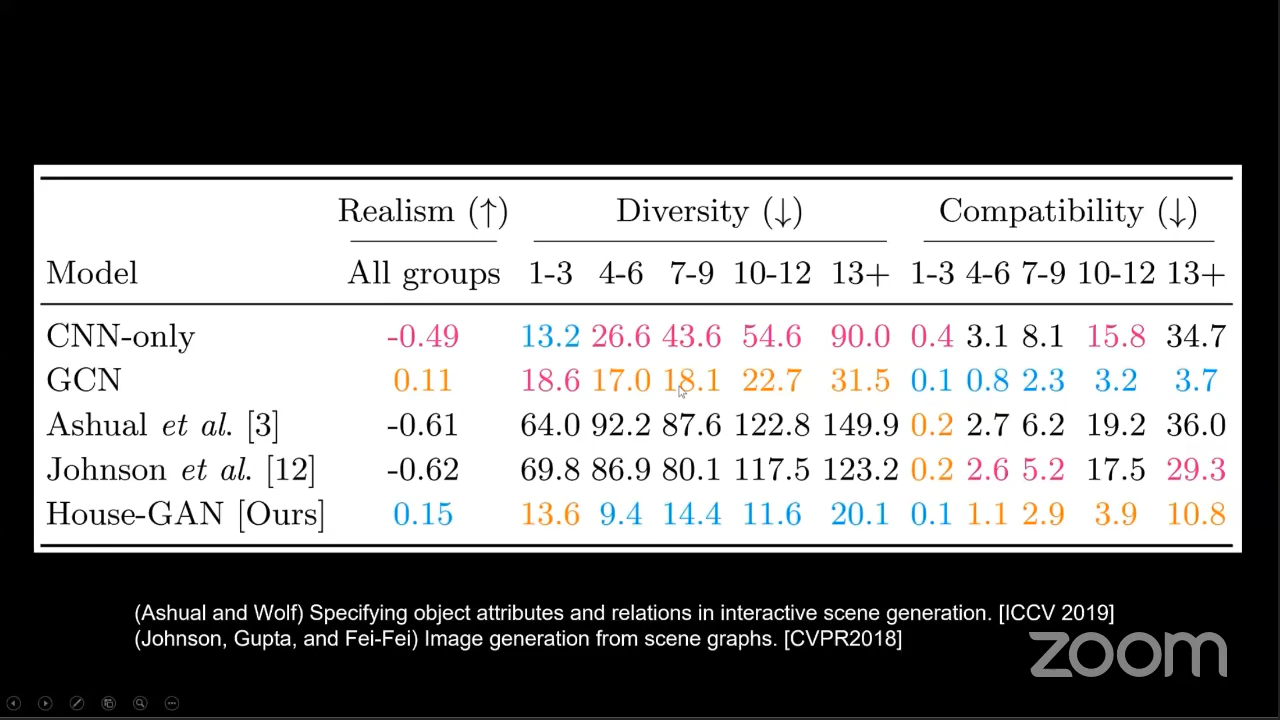 Realism (↑) Diversity (↓) Compatibility (↓)
Model All groups 1-3 4-6 7-9 10-12 13+ 1-3 4-6 7-9 10-12 13+
CNN-only -0.49 13.2 26.6 43.6 54.6 90.0 0.4 3.1 8.1 15.8 34.7
GCN 0.11 18.6 17.0 18.1 22.7 31.5 0.1 0.8 2.3 3.2 3.7
Ashual et al. [3] -0.61 64.0 92.2 87.6 122.8 149.9 0.2 2.7 6.2 19.2 36.0
Johnson et al. [12] -0.62 69.8 86.9 80.1 117.5 123.2 0.2 2.6 5.2 17.5 29.3
House-GAN [Ours] 0.15 13.6 9.4 14.4 11.6 20.1 0.1 1.1 2.9 3.9 10.8
(Ashual and Wolf) Specifying object attributes and relations in interactive scene generation. [ICCV 2019]
(Johnson, Gupta, and Fei-Fei) Image generation from scene graphs. [CVPR2018]
zoom